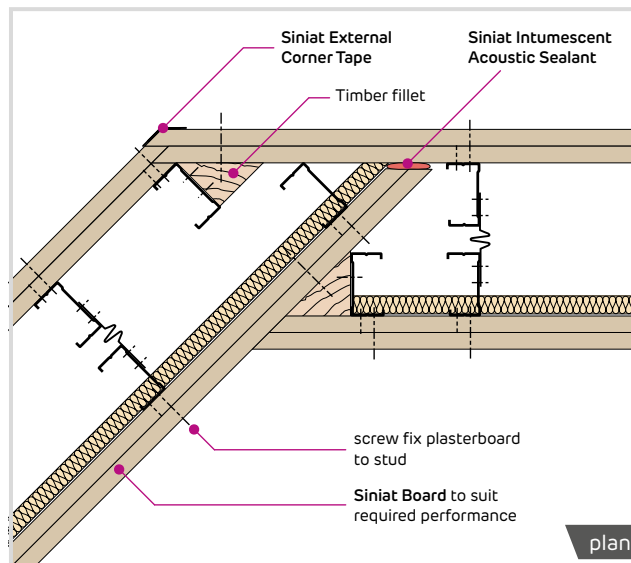 Siniat External
Corner Tape
Siniat Intumescent
Acoustic Sealant
Timber fillet
screw fix plasterboard
to stud
Siniat Board to suit
required performance
plan